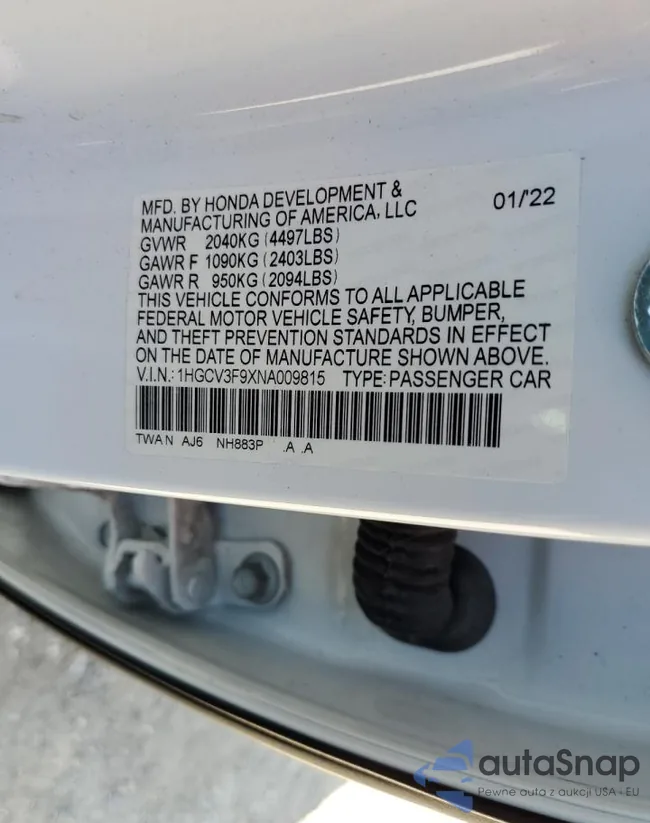 MFD. BY HONDA DEVELOPMENT &
MANUFACTURING OF AMERICA, LLC
01/'22
GVWR 2040KG (4497LBS)
GAWR F 1090KG (2403LBS)
GAWR R 950KG (2094LBS)
THIS VEHICLE CONFORMS TO ALL APPLICABLE
FEDERAL MOTOR VEHICLE SAFETY, BUMPER,
AND THEFT PREVENTION STANDARDS IN EFFECT
ON THE DATE OF MANUFACTURE SHOWN ABOVE.
V.I.N.: 1HGCV3F9XNA009815 TYPE: PASSENGER CAR
TWA N AJ6 NH883P .A .A
autoSnap
Pewne auto z aukcji USA - EU